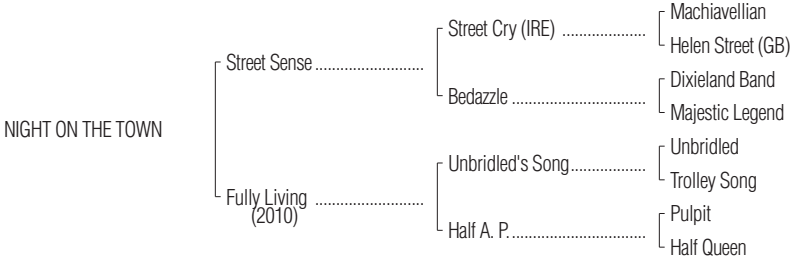 Machiavellian
Street Cry (IRE) ....................
Helen Street (GB)
Street Sense ..........................
Dixieland Band
Bedazzle ................................
Majestic Legend
NIGHT ON THE TOWN
Unbridled
Unbridled's Song..................
Trolley Song
Fully Living ..........................
(2010)
Pulpit
Half A. P. ................................
Half Queen